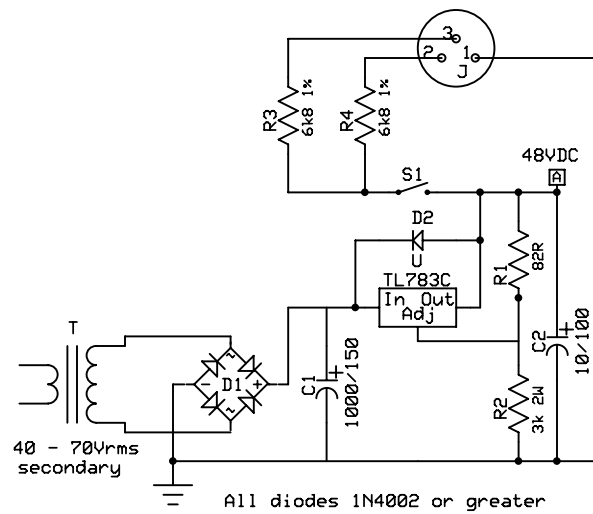 3
2
1
J
R3
6k8 1%
R4
6k8 1%
S1
48VDC
A
D2
U
R1
82R
TL783C
In Out
Adj
T
D1
~
-
+
~
C1
+
1000/150
C2
+
10/100
R2
3k 2W
40 - 70Vrms
secondary
All diodes 1N4002 or greater